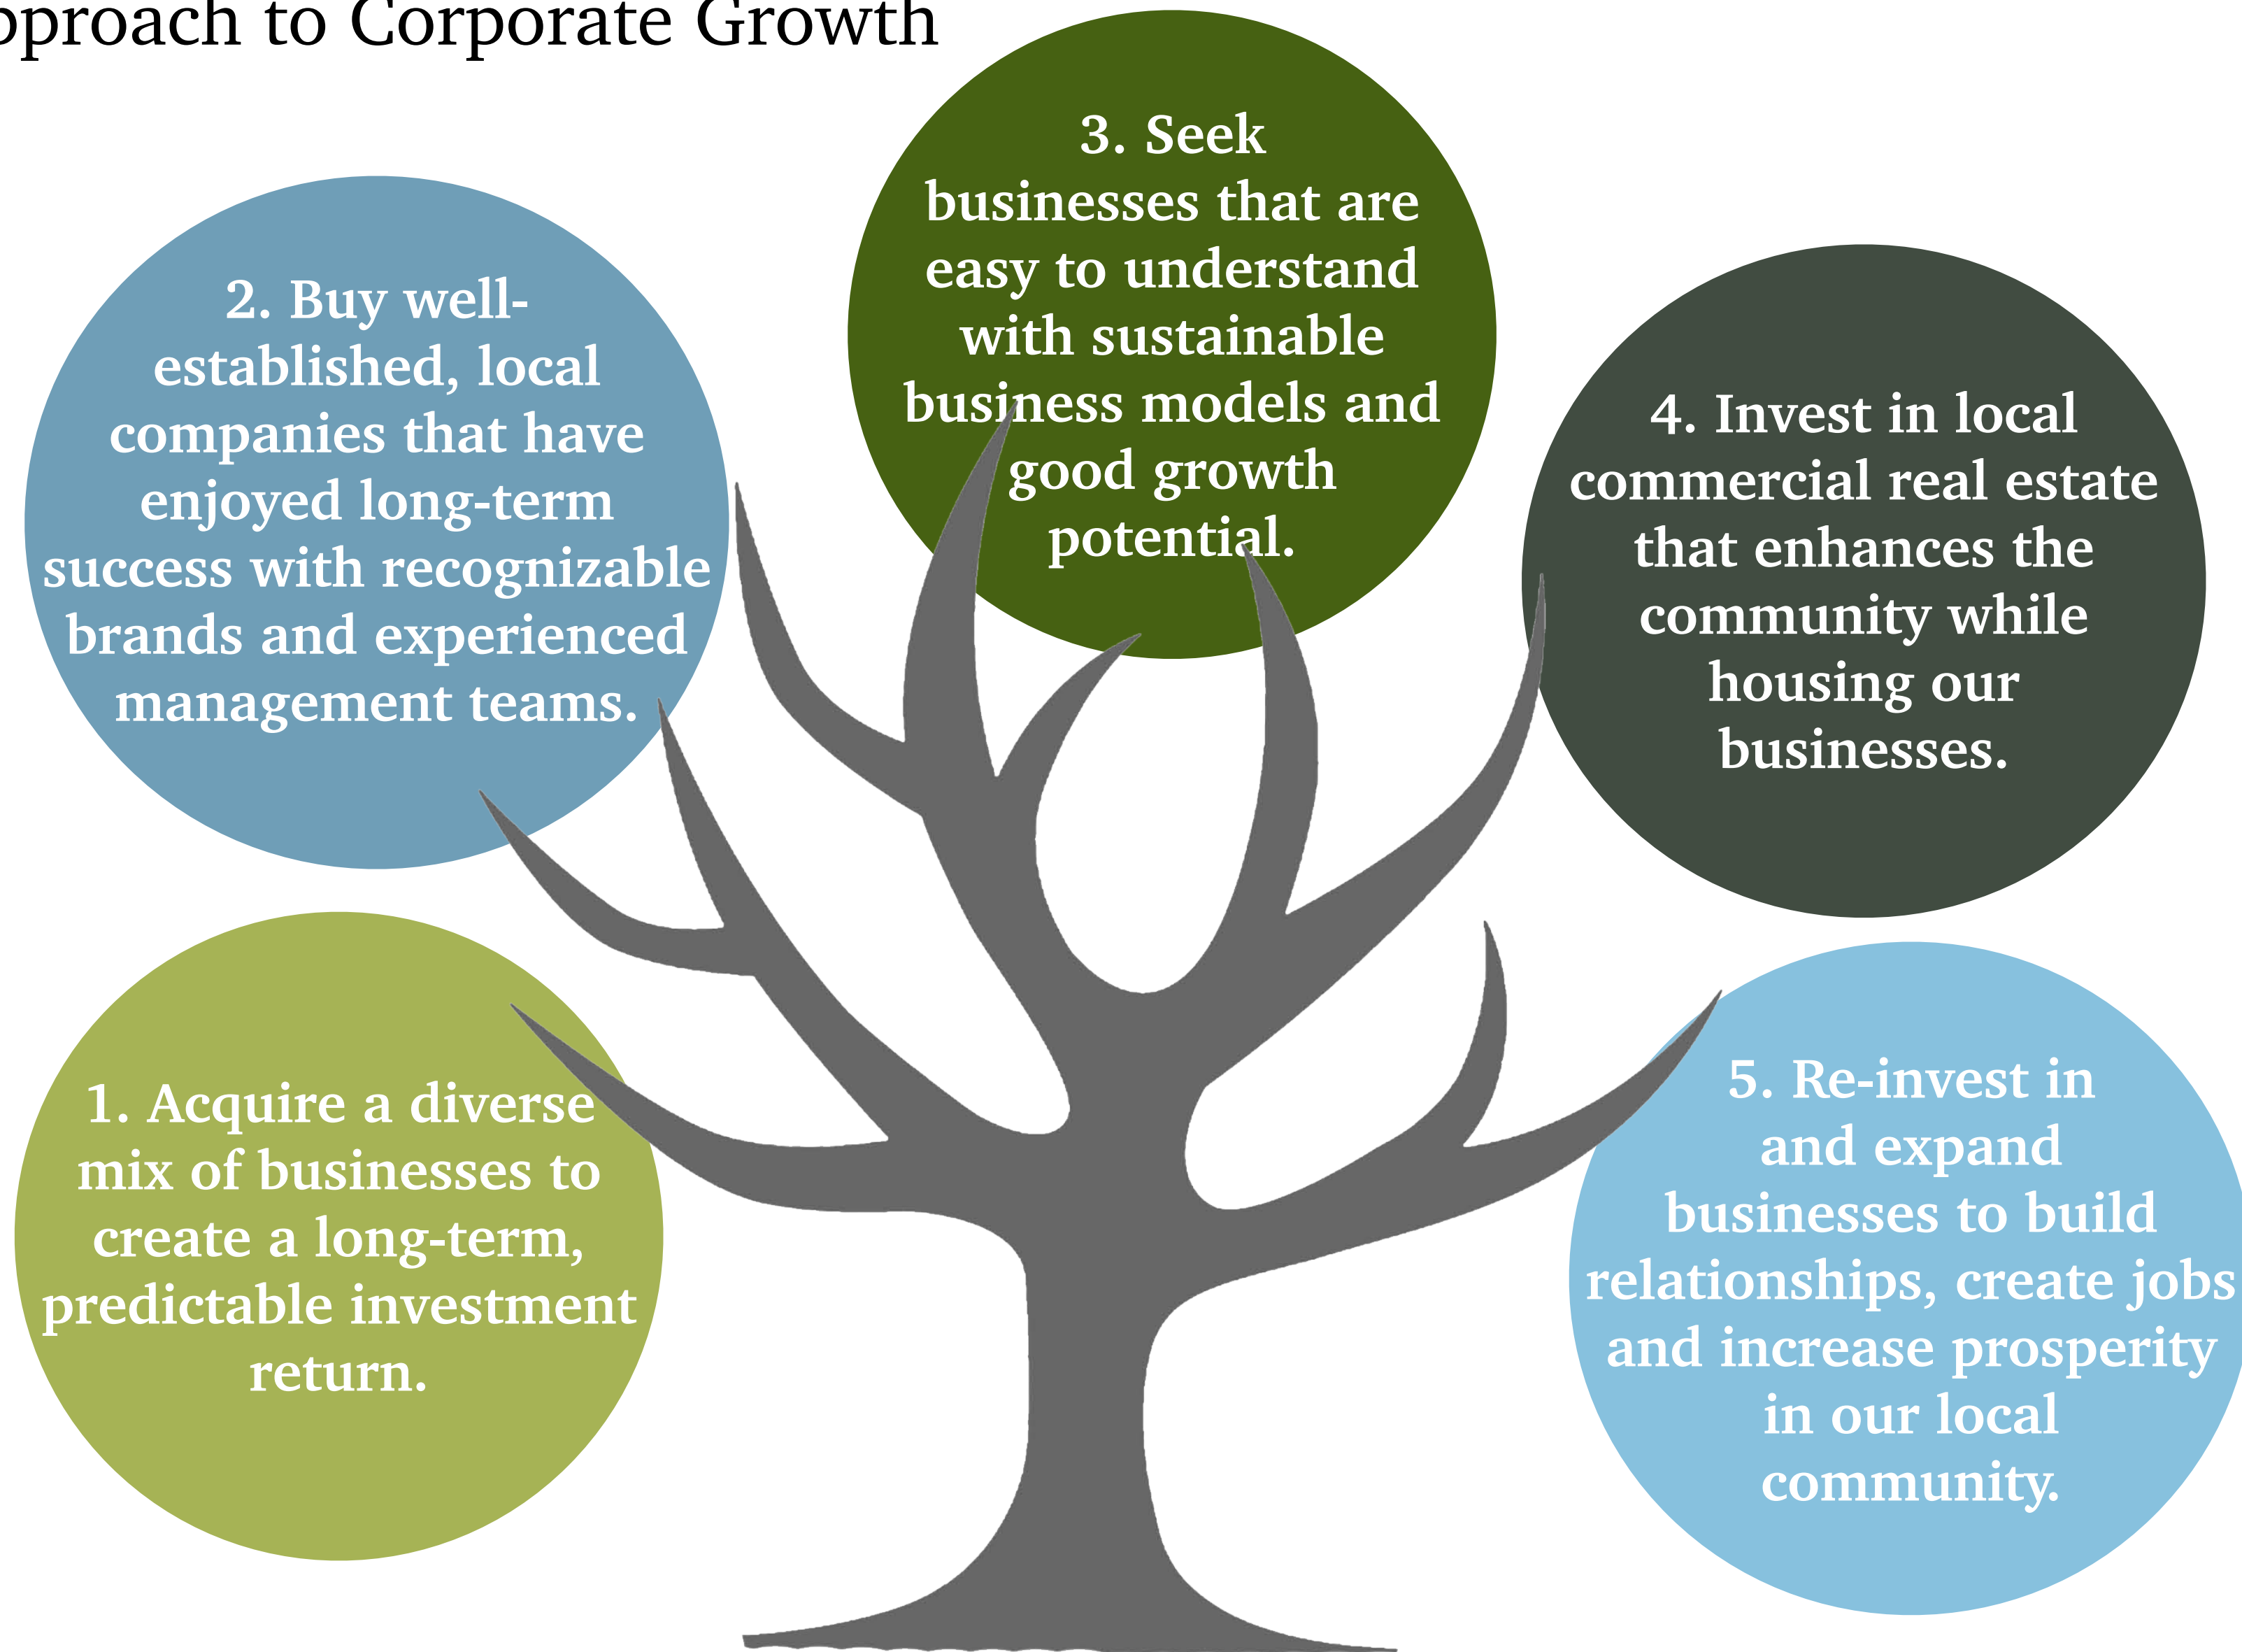 pproach to Corporate Growth
3. Seek
businesses that are
easy to understand
with sustainable
business models and
good growth
potential.
2. Buy well-
established, local
companies that have
enjoyed long-term
success with recognizable
brands and experienced
management teams.
4. Invest in local
commercial real estate
that enhances the
community while
housing our
businesses.
1. Acquire a diverse
mix of businesses to
create a long-term,
predictable investment
return.
5. Re-invest in
and expand
businesses to build
relationships, create jobs
and increase prosperity
in our local
community.